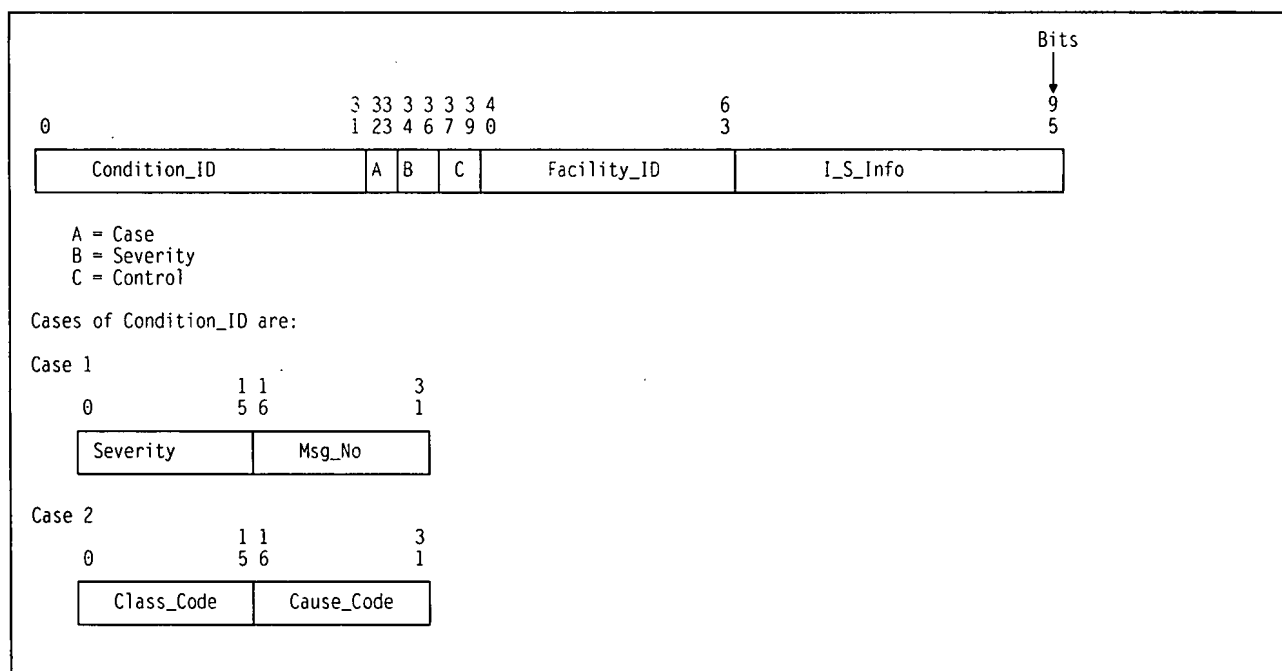 Bits
3 33 3 3 3 3 4 6 9
0 1 23 4 6 7 9 0 3 5
Condition_ID A B C Facility_ID I_S_Info
A = Case
B = Severity
C = Control
Cases of Condition_ID are:
Case 1
1 1 3
0 5 6 1
Severity Msg_No
Case 2
1 1 3
0 5 6 1
Class_Code Cause_Code